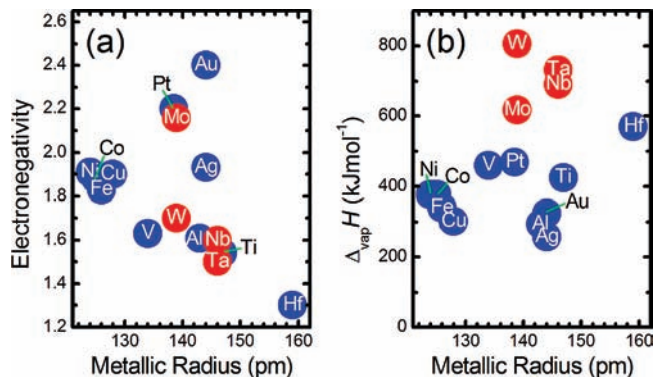 (a)
Electronegativity
2.6
2.4
2.2
2.0
1.8
1.6
1.4
1.2
Au
Pt
Mo
Co
Ni
Cu
Fe
Ag
W
V
Al
Nb
Ta
Ti
Hf
130
140
150
160
Metallic Radius (pm)
(b)
ΔvapH (kJmol⁻¹)
800
600
400
200
0
W
Ta
Nb
Mo
Hf
V
Pt
Ti
Ni
Co
Fe
Cu
Au
Al
Ag
130
140
150
160
Metallic Radius (pm)